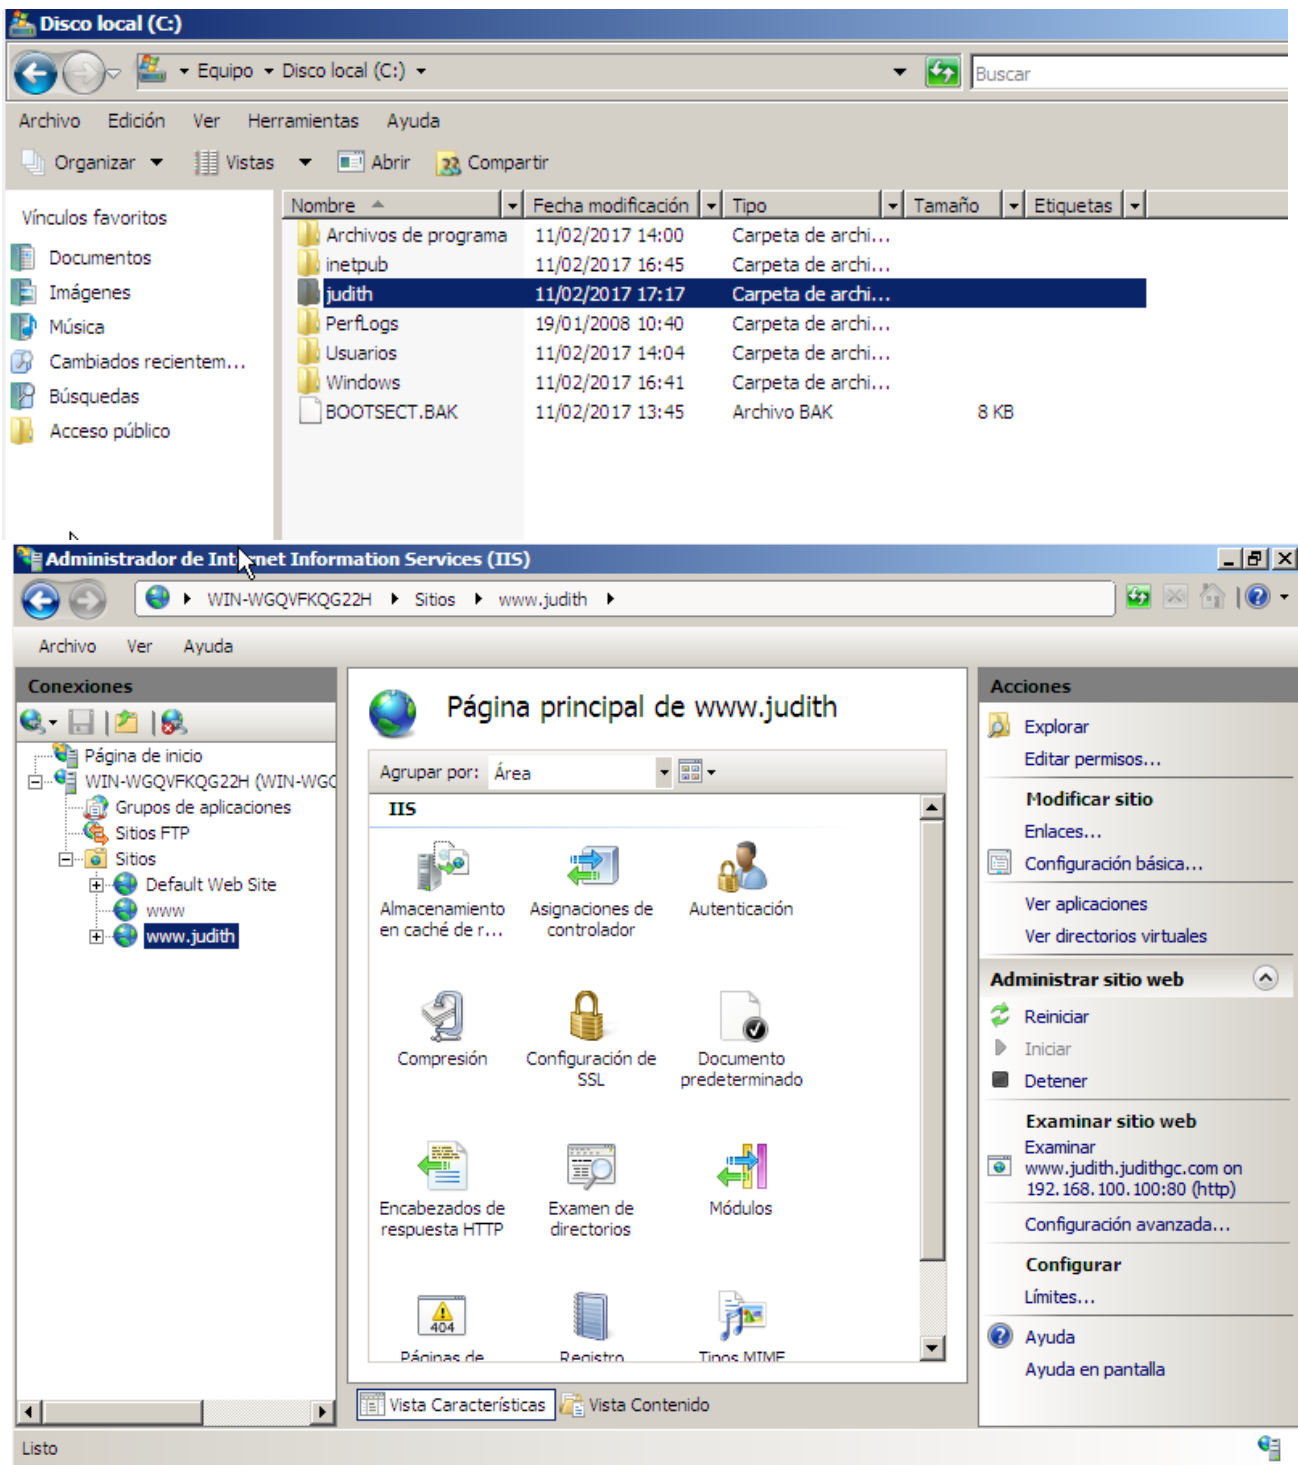 Disco local (C:)
Equipo Disco local (C:)
Buscar
Archivo Edición Ver Herramientas Ayuda
Organizar Vistas Abrir Compartir
Vínculos favoritos
Documentos
Imágenes
Música
Cambiados recientem...
Búsquedas
Acceso público
Nombre Fecha modificación Tipo Tamaño Etiquetas
Archivos de programa 11/02/2017 14:00 Carpeta de archi...
inetpub 11/02/2017 16:45 Carpeta de archi...
judith 11/02/2017 17:17 Carpeta de archi...
PerfLogs 19/01/2008 10:40 Carpeta de archi...
Usuarios 11/02/2017 14:04 Carpeta de archi...
Windows 11/02/2017 16:41 Carpeta de archi...
BOOTSECT.BAK 11/02/2017 13:45 Archivo BAK 8 KB
Administrador de Internet Information Services (IIS)
WIN-WGQVFKQG22H Sitios www.judith
Archivo Ver Ayuda
Conexiones
Página de inicio
WIN-WGQVFKQG22H (WIN-WGQ
Grupos de aplicaciones
Sitios FTP
Sitios
Default Web Site
www
www.judith
Página principal de www.judith
Agrupar por: Área
IIS
Almacenamiento
en caché de r...
Asignaciones de
controlador
Autenticación
Compresión
Configuración de
SSL
Documento
predeterminado
Encabezados de
respuesta HTTP
Examen de
directorios
Módulos
404
Páginas de
Registro
Tipos MIME
Vista Características Vista Contenido
Acciones
Explorar
Editar permisos...
Modificar sitio
Enlaces...
Configuración básica...
Ver aplicaciones
Ver directorios virtuales
Administrar sitio web
Reiniciar
Iniciar
Detener
Examinar sitio web
Examinar
www.judith.judithgc.com on
192.168.100.100:80 (http)
Configuración avanzada...
Configurar
Límites...
Ayuda
Ayuda en pantalla
Listo